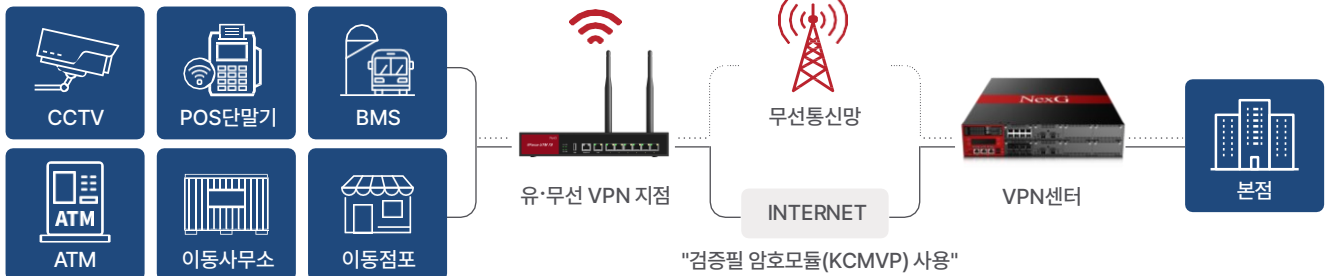 CCTV
POS단말기
BMS
ATM
ATM
이동사무소
이동점포
유·무선 VPN 지점
무선통신망
INTERNET
"검증필 암호모듈(KCMVP) 사용"
NexG
VPN센터
본점